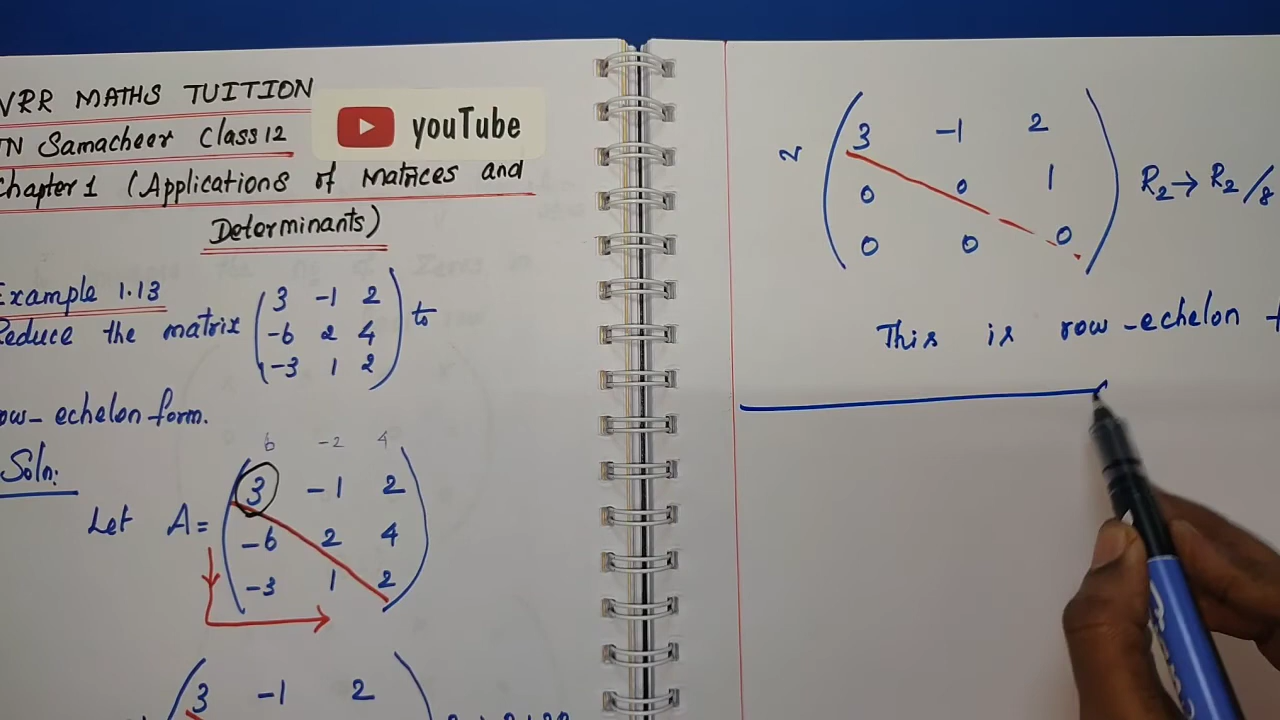 VRR MATHS TUITION
TN Samacheer Class 12
Chapter 1 (Applications of Matrices and
Determinants)
youTube
Example 1.13
3 -1 2
Reduce the matrix -6 2 4 to
-3 1 2
row-echelon form.
Soln:
6 -2 4
3 -1 2
Let A = -6 2 4
-3 1 2
3 -1 2
~ 3 -1 2
0 0 1 R2 → R2/8
0 0 0
This is row-echelon